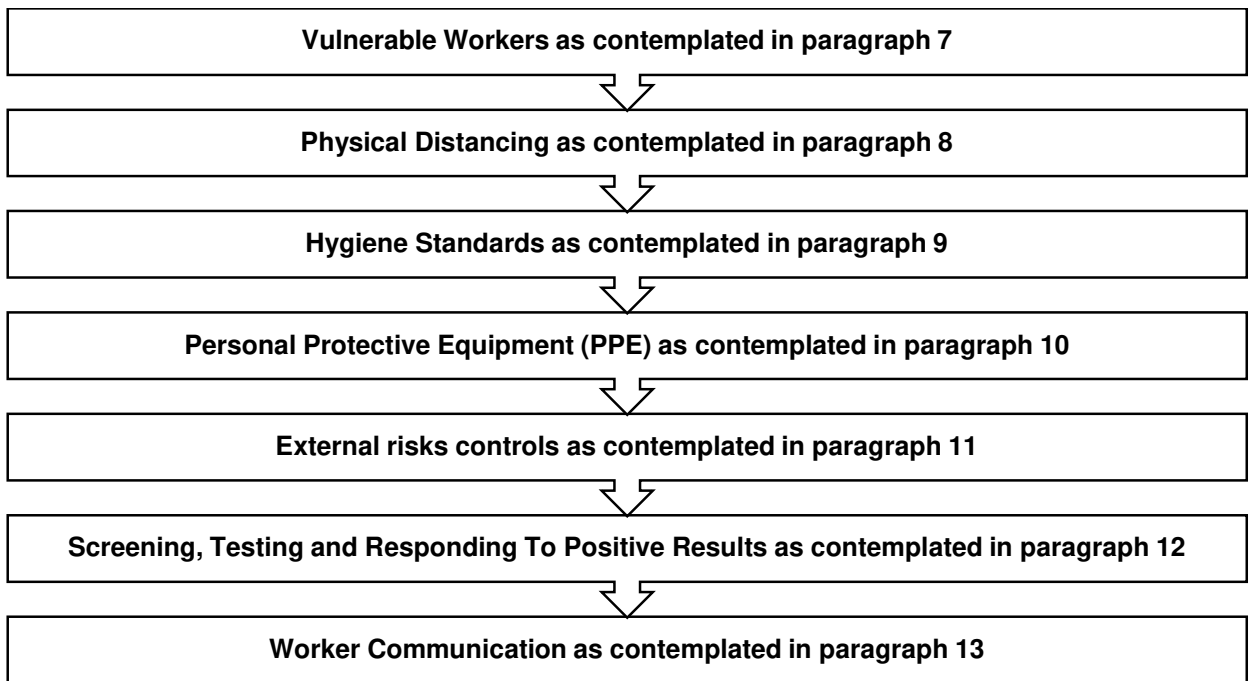 Vulnerable Workers as contemplated in paragraph 7
Physical Distancing as contemplated in paragraph 8
Hygiene Standards as contemplated in paragraph 9
Personal Protective Equipment (PPE) as contemplated in paragraph 10
External risks controls as contemplated in paragraph 11
Screening, Testing and Responding To Positive Results as contemplated in paragraph 12
Worker Communication as contemplated in paragraph 13